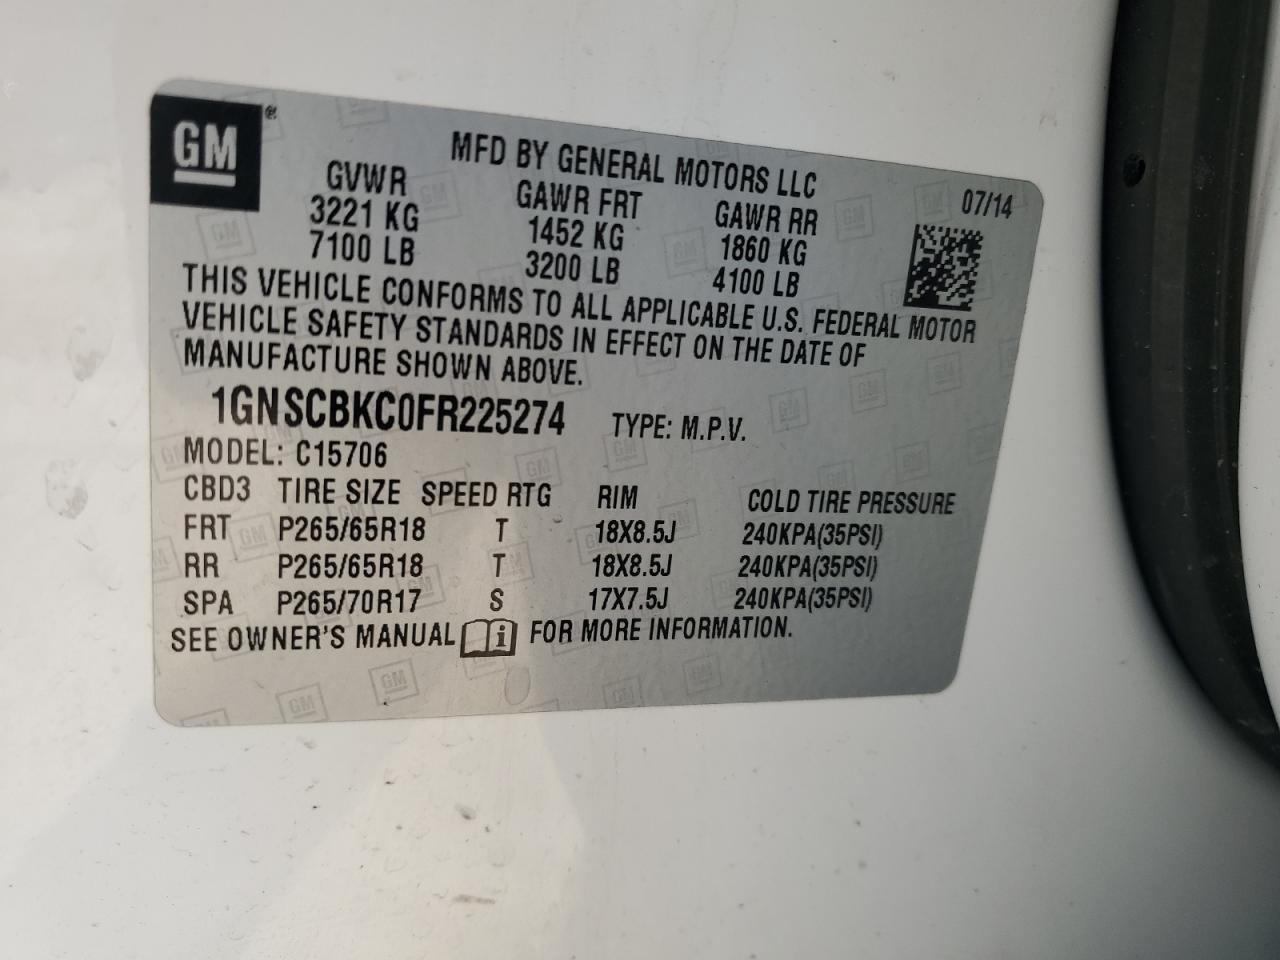 GM®
MFD BY GENERAL MOTORS LLC
07/14
GVWR GAWR FRT GAWR RR
3221 KG 1452 KG 1860 KG
7100 LB 3200 LB 4100 LB
THIS VEHICLE CONFORMS TO ALL APPLICABLE U.S. FEDERAL MOTOR
VEHICLE SAFETY STANDARDS IN EFFECT ON THE DATE OF
MANUFACTURE SHOWN ABOVE.
1GNSCBKC0FR225274 TYPE: M.P.V.
MODEL: C15706
CBD3 TIRE SIZE SPEED RTG RIM COLD TIRE PRESSURE
FRT P265/65R18 T 18X8.5J 240KPA(35PSI)
RR P265/65R18 T 18X8.5J 240KPA(35PSI)
SPA P265/70R17 S 17X7.5J 240KPA(35PSI)
SEE OWNER'S MANUAL i FOR MORE INFORMATION.